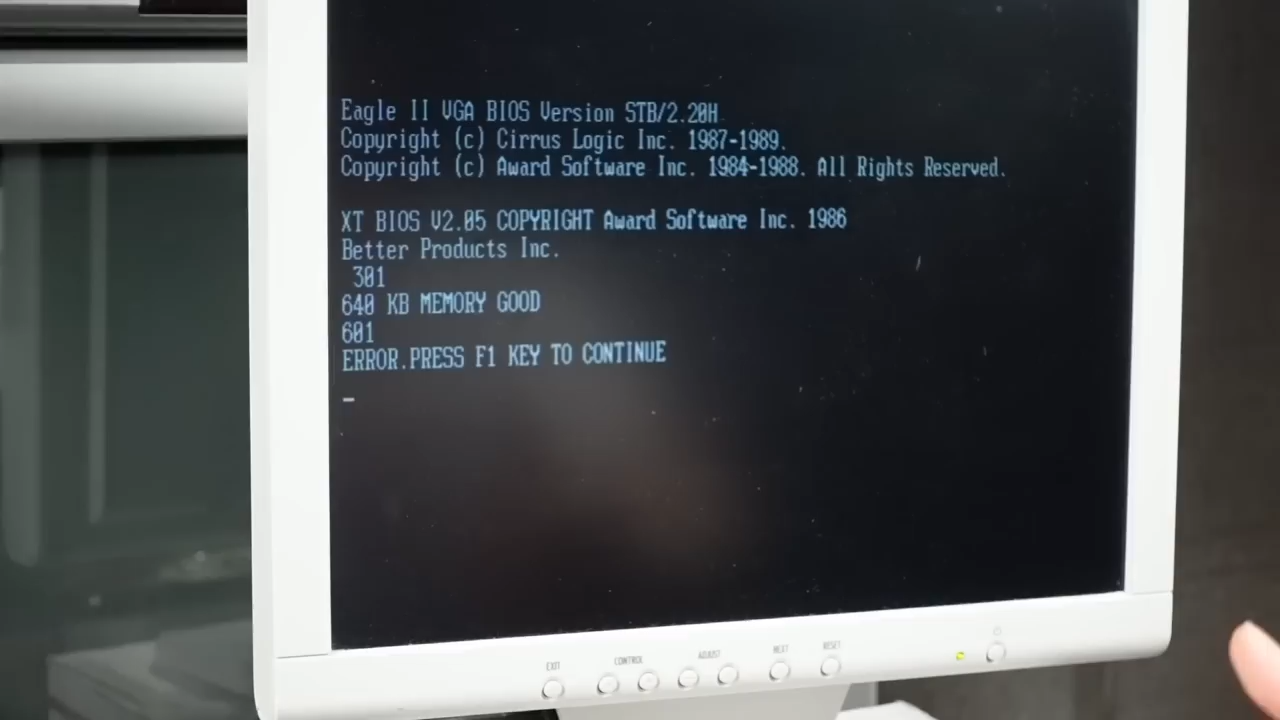 Eagle II VGA BIOS Version STB/2.20H
Copyright (c) Cirrus Logic Inc. 1987-1989.
Copyright (c) Award Software Inc. 1984-1988. All Rights Reserved.
XT BIOS V2.05 COPYRIGHT Award Software Inc. 1986
Better Products Inc.
301
640 KB MEMORY GOOD
601
ERROR.PRESS F1 KEY TO CONTINUE
EXIT CONTROL ADJUST NEXT RESET